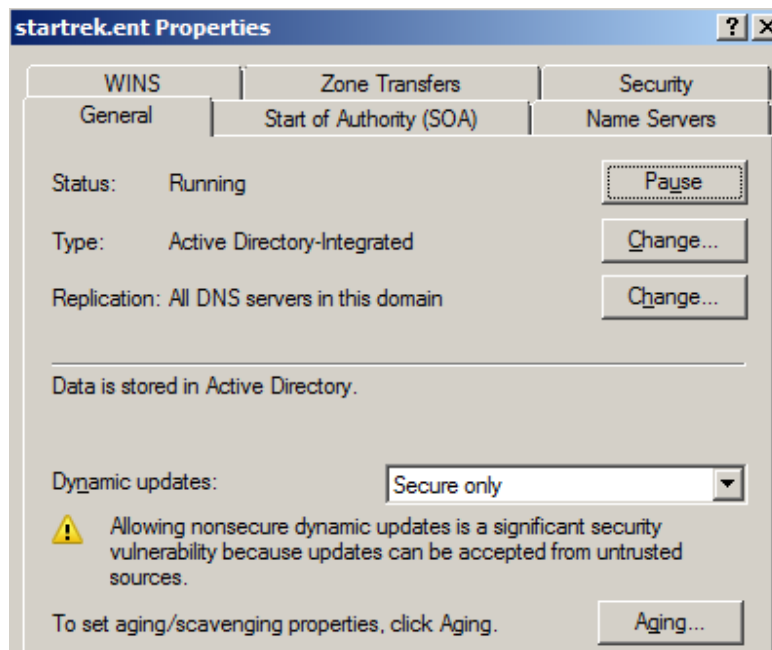 startrek.ent Properties
WINS Zone Transfers Security
General Start of Authority (SOA) Name Servers
Status: Running Pause
Type: Active Directory-Integrated Change...
Replication: All DNS servers in this domain Change...
Data is stored in Active Directory.
Dynamic updates: Secure only
Allowing nonsecure dynamic updates is a significant security
vulnerability because updates can be accepted from untrusted
sources.
To set aging/scavenging properties, click Aging. Aging...